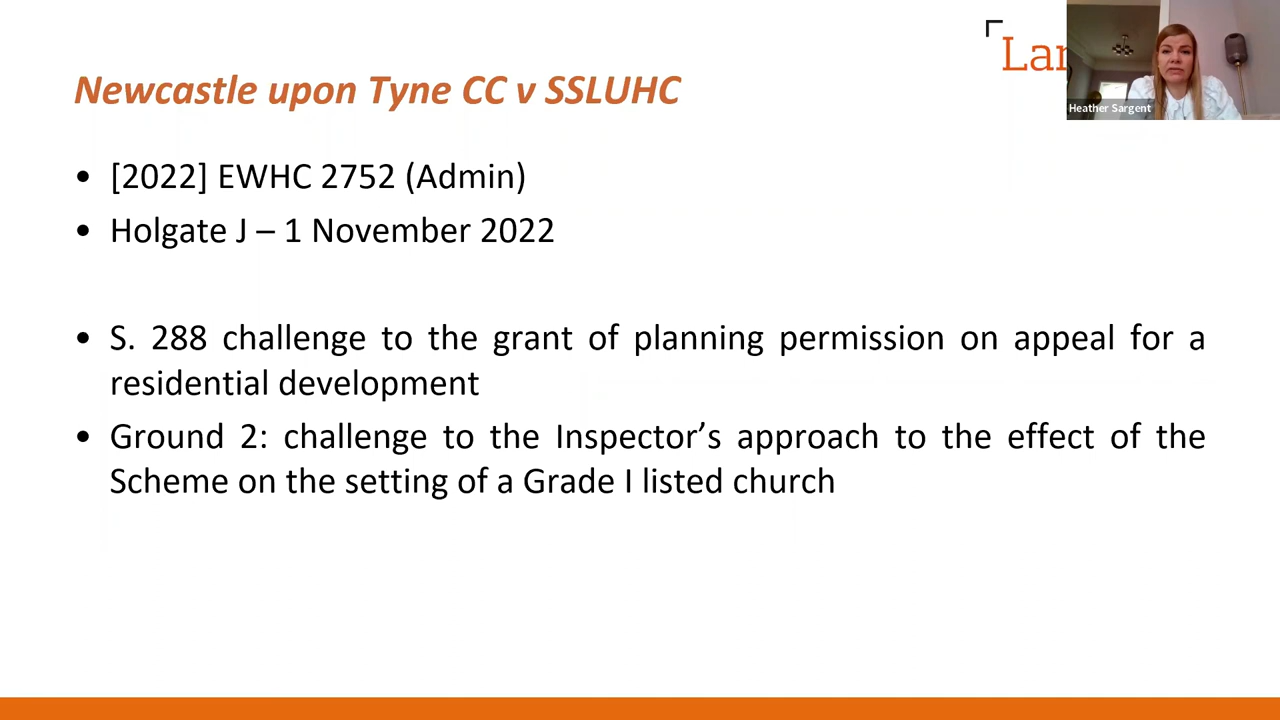 Newcastle upon Tyne CC v SSLUHC
Lar
Heather Sargent
• [2022] EWHC 2752 (Admin)
• Holgate J – 1 November 2022
• S. 288 challenge to the grant of planning permission on appeal for a
residential development
• Ground 2: challenge to the Inspector’s approach to the effect of the
Scheme on the setting of a Grade I listed church